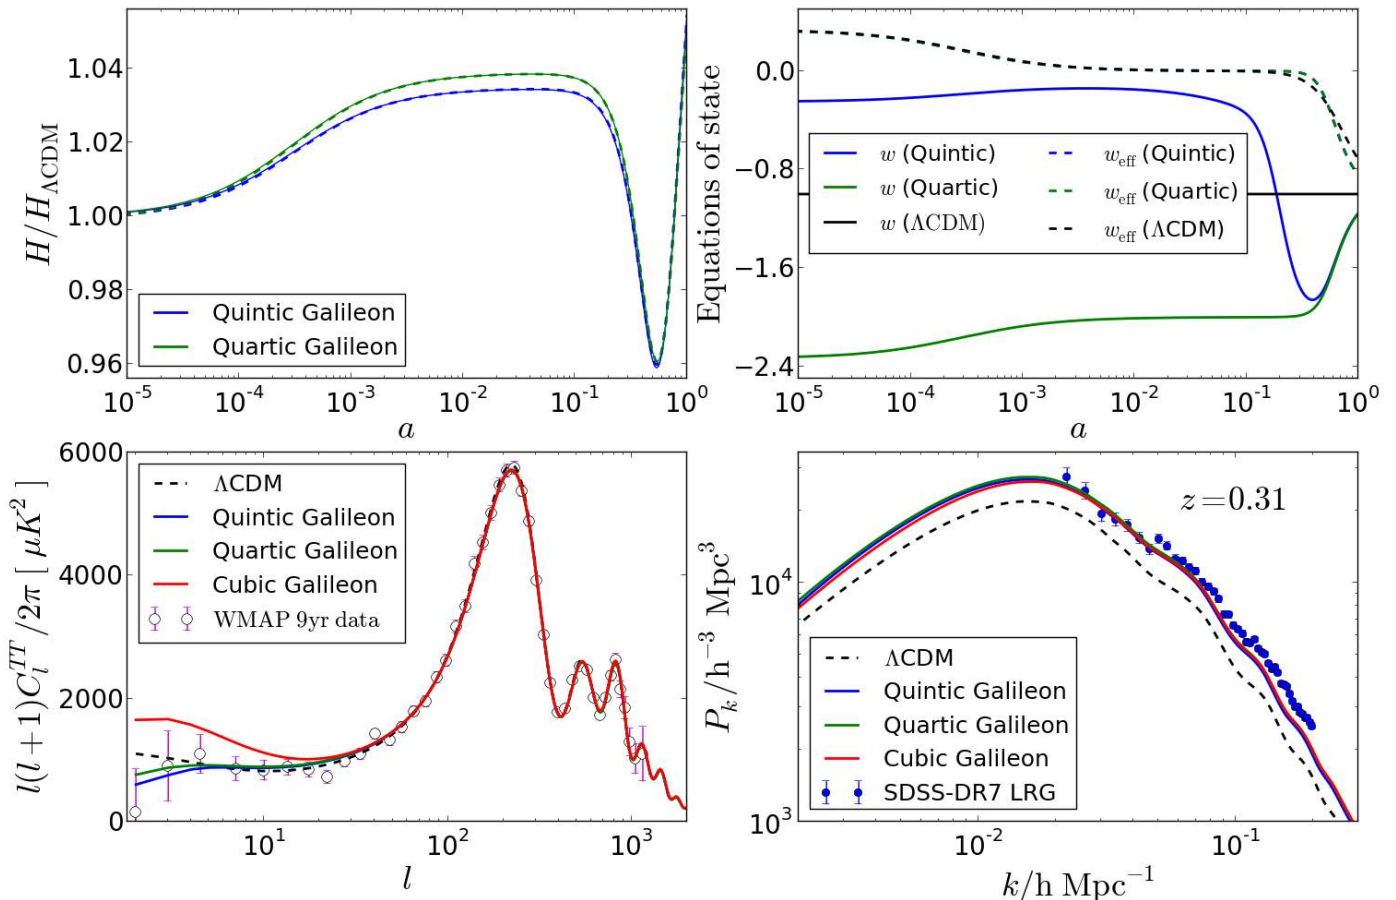 H/H_ΛCDM
1.04
1.02
1.00
0.98
0.96
Quintic Galileon
Quartic Galileon
10^-5 10^-4 10^-3 10^-2 10^-1 10^0
a
Equations of state
0.0
−0.8
−1.6
−2.4
w (Quintic)
w (Quartic)
w (ΛCDM)
w_eff (Quintic)
w_eff (Quartic)
w_eff (ΛCDM)
10^-5 10^-4 10^-3 10^-2 10^-1 10^0
a
l(l+1)C_l^TT/2π [ μK^2 ]
6000
4000
2000
0
ΛCDM
Quintic Galileon
Quartic Galileon
Cubic Galileon
WMAP 9yr data
10^1 10^2 10^3
l
P_k/h^-3 Mpc^3
10^4
10^3
z=0.31
ΛCDM
Quintic Galileon
Quartic Galileon
Cubic Galileon
SDSS-DR7 LRG
10^-2 10^-1
k/h Mpc^-1